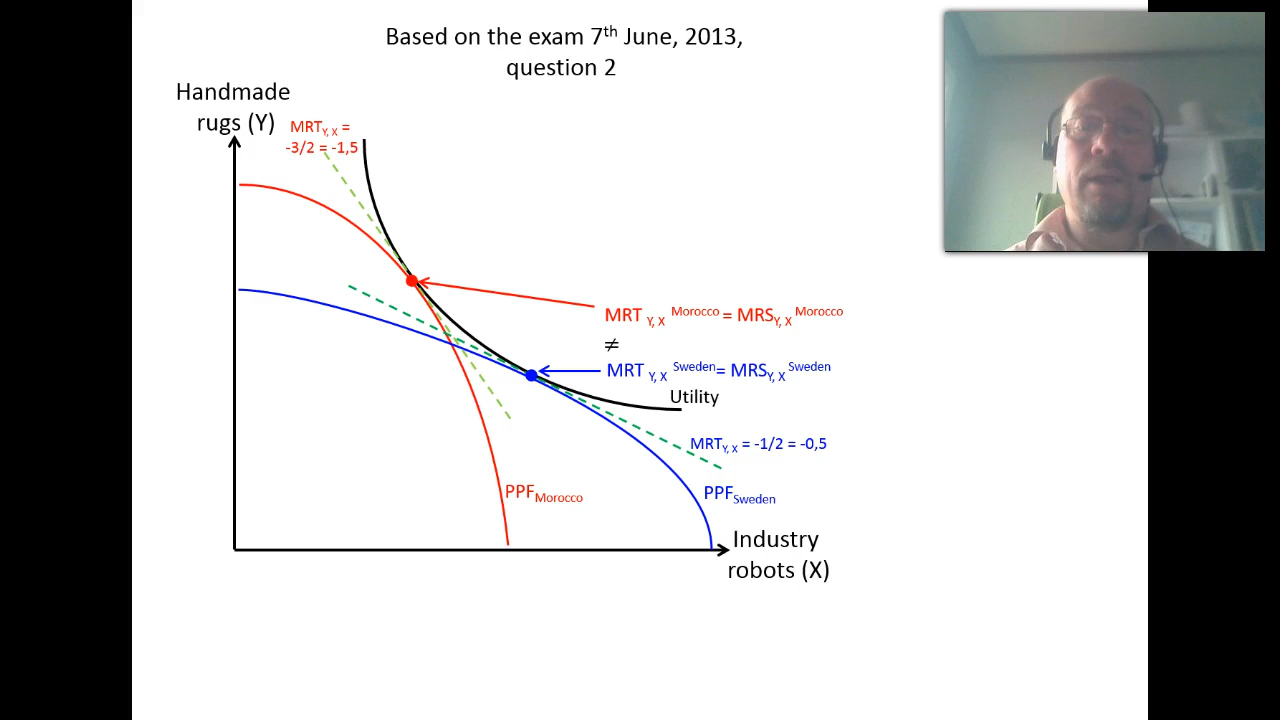 Based on the exam 7th June, 2013,
question 2
Handmade
rugs (Y)
MRTY, X =
-3/2 = -1,5
MRT Y, X Morocco = MRSY, X Morocco
≠
MRT Y, X Sweden= MRSY, X Sweden
Utility
MRTY, X = -1/2 = -0,5
PPFMorocco
PPFSweden
Industry
robots (X)